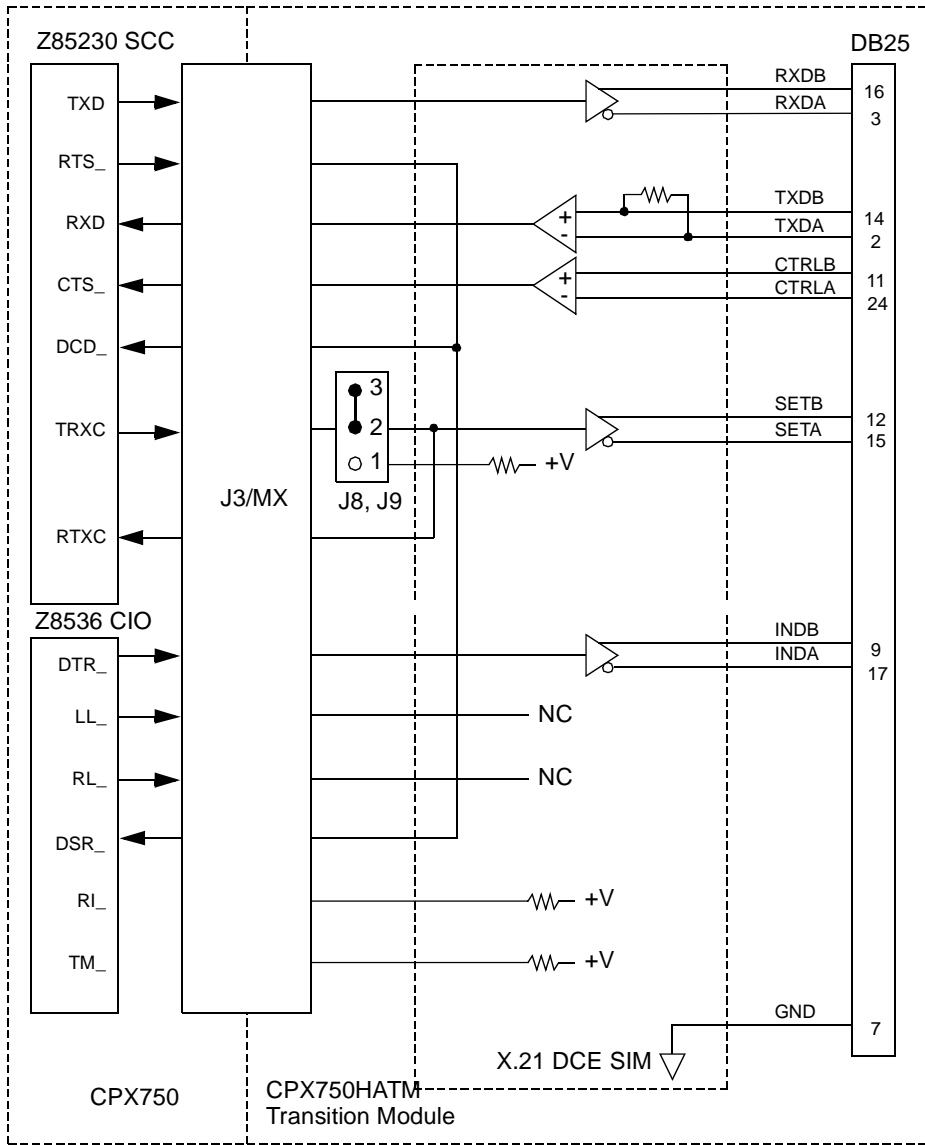 Z85230 SCC
DB25
TXD
RXDB
16
RXDA
3
RTS_
RXD
+
-
TXDB
14
TXDA
2
CTS_
+
-
CTRLB
11
CTRLA
24
DCD_
3
TRXC
2
SETB
12
SETA
15
1
+V
J3/MX
J8, J9
RTXC
Z8536 CIO
DTR_
INDB
9
INDA
17
LL_
NC
RL_
NC
DSR_
RI_
+V
TM_
+V
GND
7
X.21 DCE SIM
CPX750
CPX750HATM
Transition Module